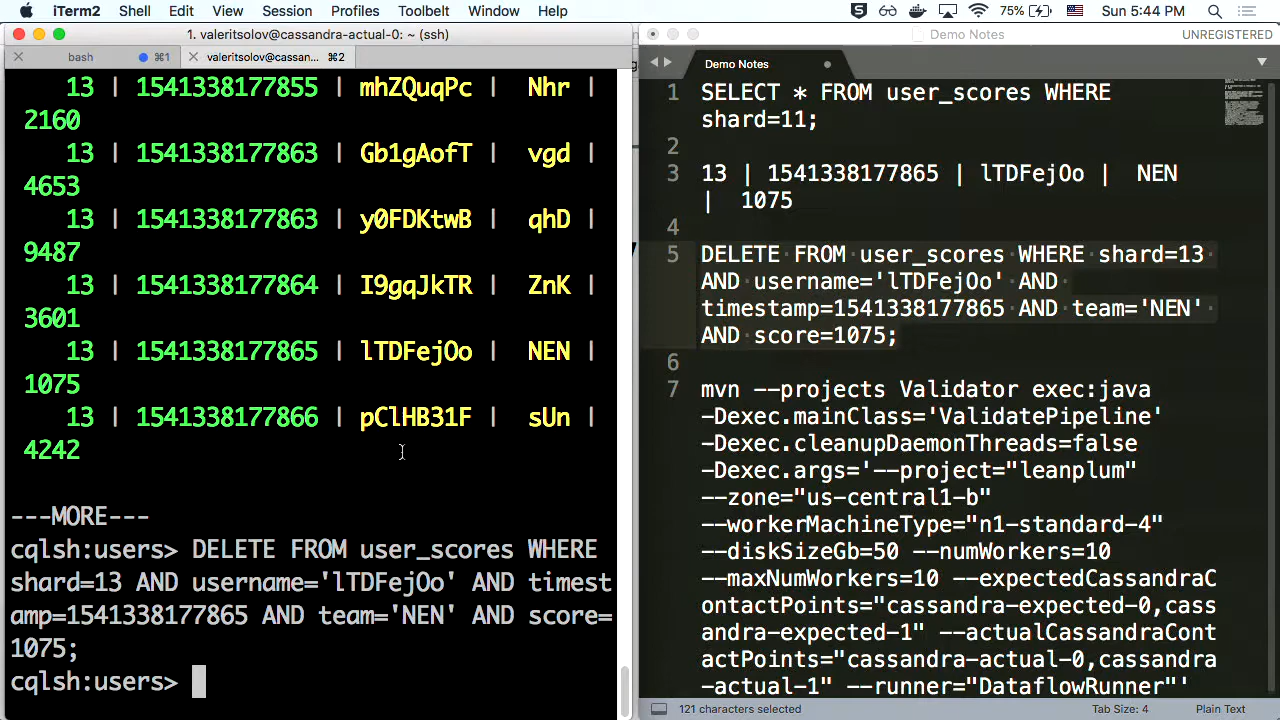 iTerm2 Shell Edit View Session Profiles Toolbelt Window Help 75% Sun 5:44 PM
1. valeritsolov@cassandra-actual-0: ~ (ssh)
bash ⌘1 valeritsolov@cassan... ⌘2
13 | 1541338177855 | mhZQuqPc | Nhr |
2160
13 | 1541338177863 | Gb1gAofT | vgd |
4653
13 | 1541338177863 | y0FDKtwB | qhD |
9487
13 | 1541338177864 | I9gqJkTR | ZnK |
3601
13 | 1541338177865 | lTDFejOo | NEN |
1075
13 | 1541338177866 | pClHB31F | sUn |
4242
---MORE---
cqlsh:users> DELETE FROM user_scores WHERE
shard=13 AND username='lTDFejOo' AND timest
amp=1541338177865 AND team='NEN' AND score=
1075;
cqlsh:users>
Demo Notes UNREGISTERED
Demo Notes
1 SELECT * FROM user_scores WHERE
shard=11;
2
3 13 | 1541338177865 | lTDFejOo | NEN
| 1075
4
5 DELETE FROM user_scores WHERE shard=13
AND username='lTDFejOo' AND
timestamp=1541338177865 AND team='NEN'
AND score=1075;
6
7 mvn --projects Validator exec:java
-Dexec.mainClass='ValidatePipeline'
-Dexec.cleanupDaemonThreads=false
-Dexec.args='--project="leanplum"
--zone="us-central1-b"
--workerMachineType="n1-standard-4"
--diskSizeGb=50 --numWorkers=10
--maxNumWorkers=10 --expectedCassandraC
ontactPoints="cassandra-expected-0,cass
andra-expected-1" --actualCassandraCont
actPoints="cassandra-actual-0,cassandra
-actual-1" --runner="DataflowRunner"'
121 characters selected Tab Size: 4 Plain Text